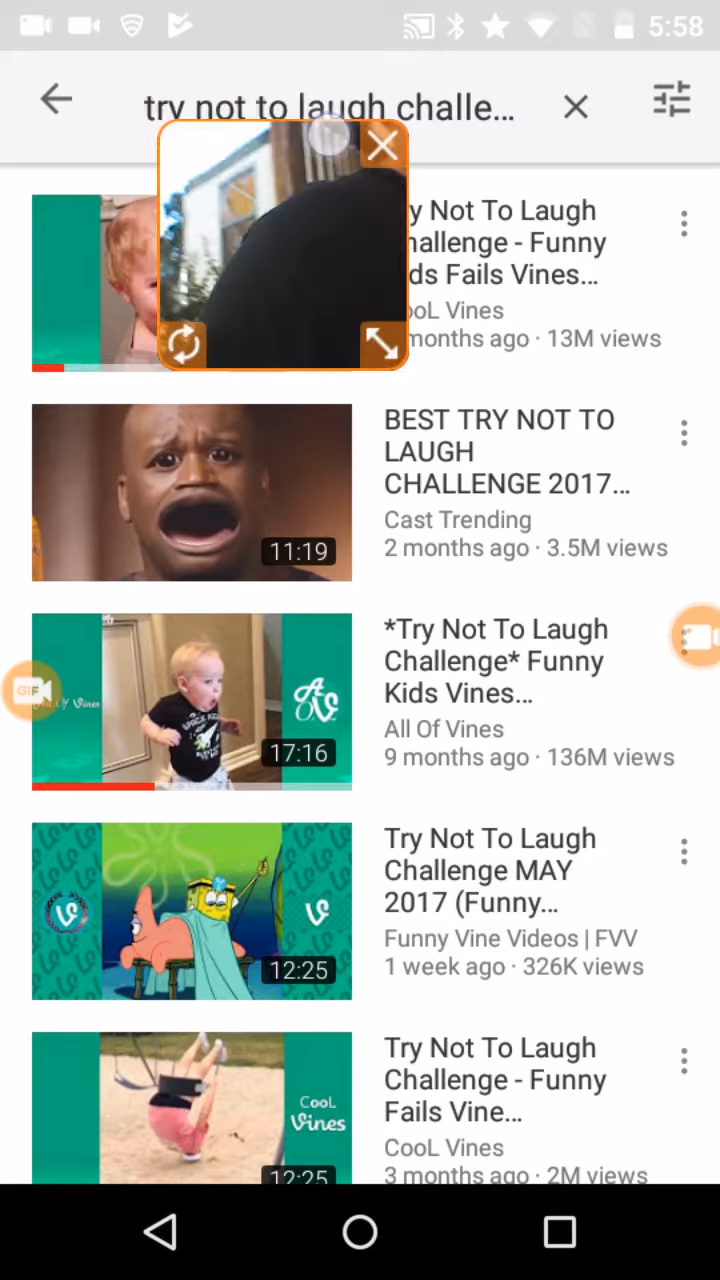 5:58
try not to laugh challe...
y Not To Laugh
hallenge - Funny
ds Fails Vines...
ooL Vines
months ago · 13M views
BEST TRY NOT TO
LAUGH
CHALLENGE 2017...
Cast Trending
2 months ago · 3.5M views
11:19
*Try Not To Laugh
Challenge* Funny
Kids Vines...
All Of Vines
9 months ago · 136M views
GIF
Vines
17:16
Try Not To Laugh
Challenge MAY
2017 (Funny...
Funny Vine Videos | FVV
1 week ago · 326K views
12:25
Try Not To Laugh
Challenge - Funny
Fails Vine...
CooL Vines
3 months ago · 2M views
CooL
Vines
12:25